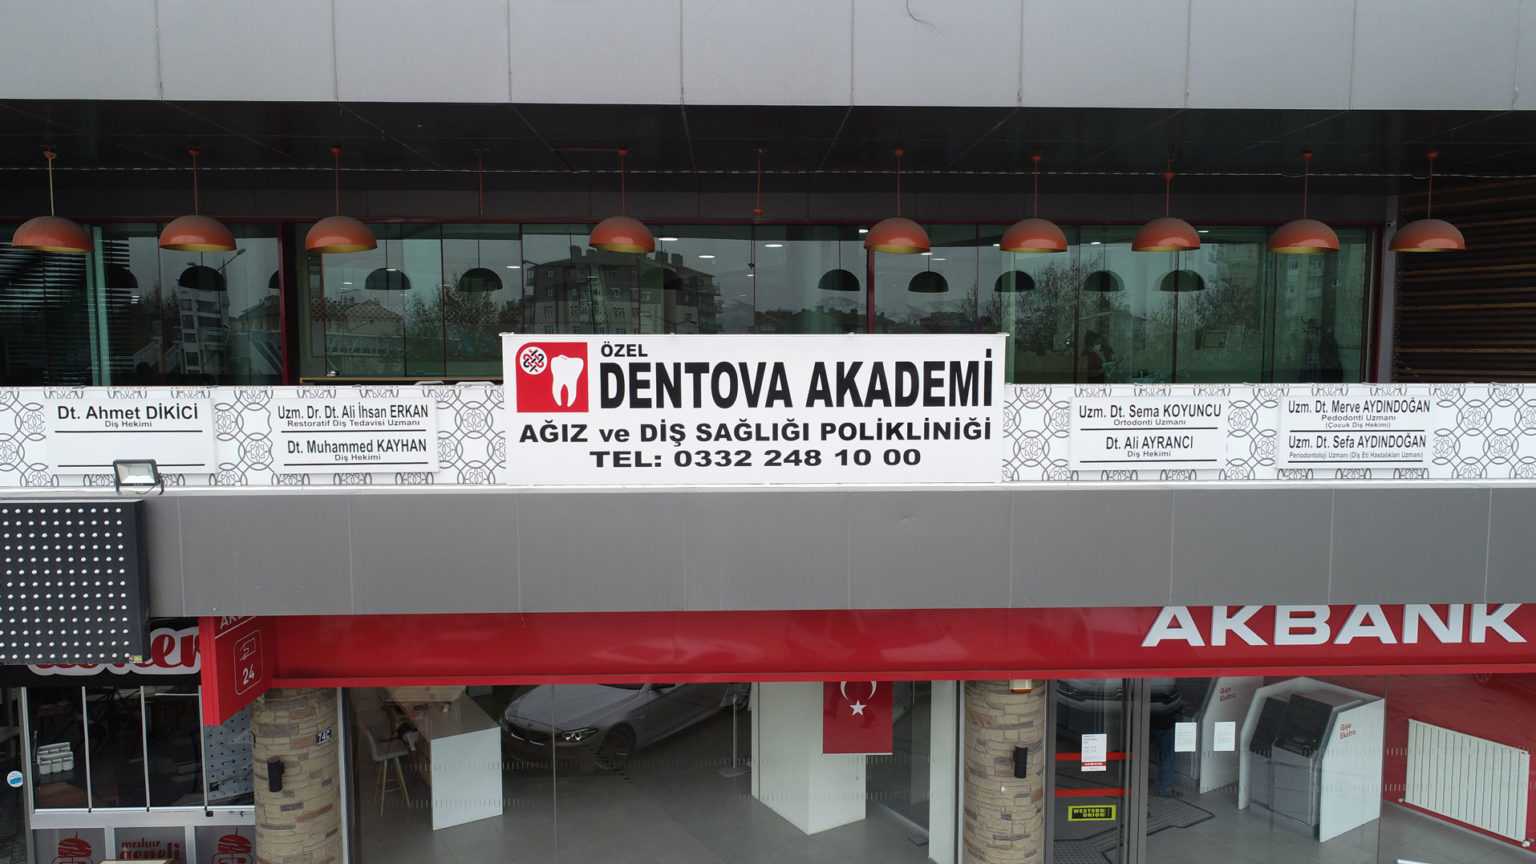 ÖZEL
DENTOVA AKADEMİ
AĞIZ ve DİŞ SAĞLIĞI POLİKLİNİĞİ
TEL: 0332 248 10 00
Dt. Ahmet DİKİCİ
Diş Hekimi
Uzm. Dr. Dt. Ali İhsan ERKAN
Restoratif Diş Tedavisi Uzmanı
Dt. Muhammed KAYHAN
Diş Hekimi
Uzm. Dt. Sema KOYUNCU
Ortodonti Uzmanı
Dt. Ali AYRANCI
Diş Hekimi
Uzm. Dt. Merve AYDINDOĞAN
Pedodonti Uzmanı
(Çocuk Diş Hekimi)
Uzm. Dt. Sefa AYDINDOĞAN
Periodontoloji Uzmanı (Diş Eti Hastalıkları Uzmanı)
AKBANK
24
WESTERN
UNION
AKBANK